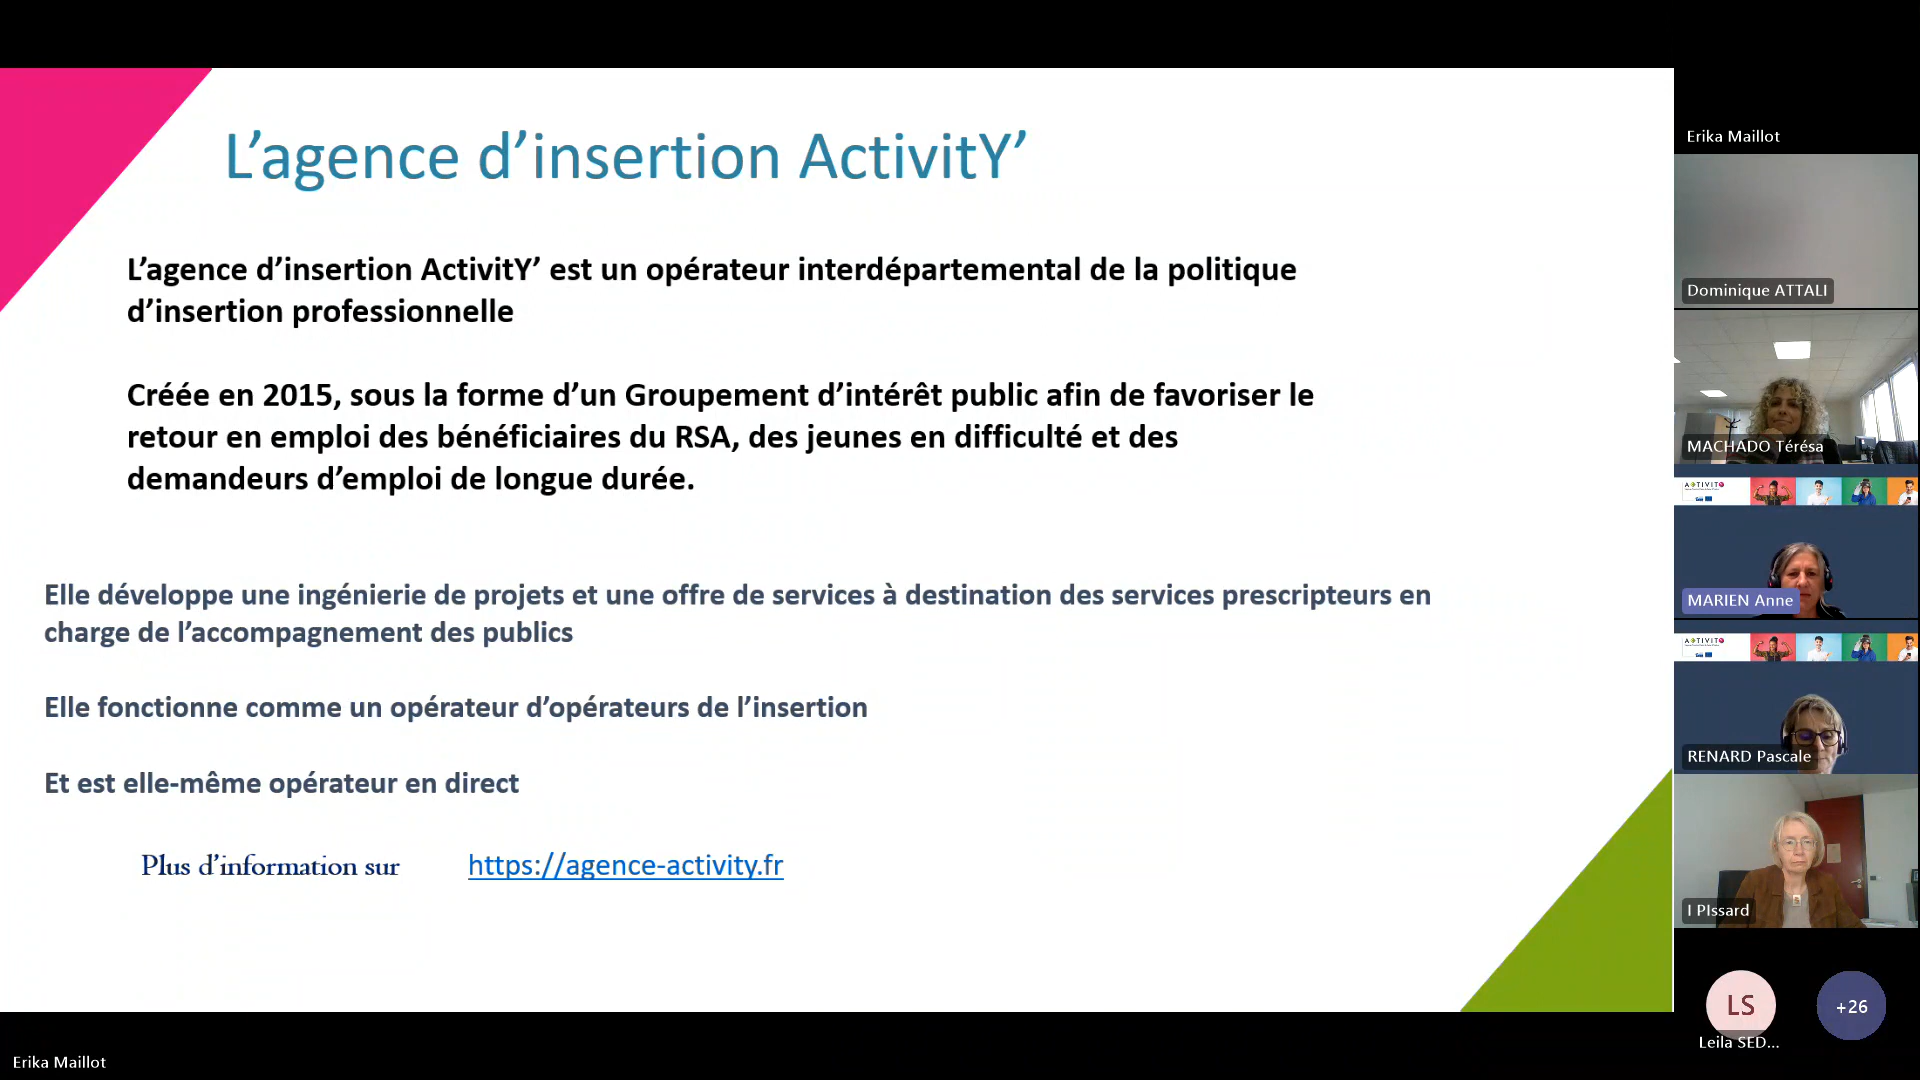 L’agence d’insertion ActivitY’
L’agence d’insertion ActivitY’ est un opérateur interdépartemental de la politique
d’insertion professionnelle
Créée en 2015, sous la forme d’un Groupement d’intérêt public afin de favoriser le
retour en emploi des bénéficiaires du RSA, des jeunes en difficulté et des
demandeurs d’emploi de longue durée.
Elle développe une ingénierie de projets et une offre de services à destination des services prescripteurs en
charge de l’accompagnement des publics
Elle fonctionne comme un opérateur d’opérateurs de l’insertion
Et est elle-même opérateur en direct
Plus d’information sur https://agence-activity.fr
Erika Maillot
Erika Maillot
Dominique ATTALI
MACHADO Térésa
MARIEN Anne
RENARD Pascale
I PIssard
LS
+26
Leila SED...